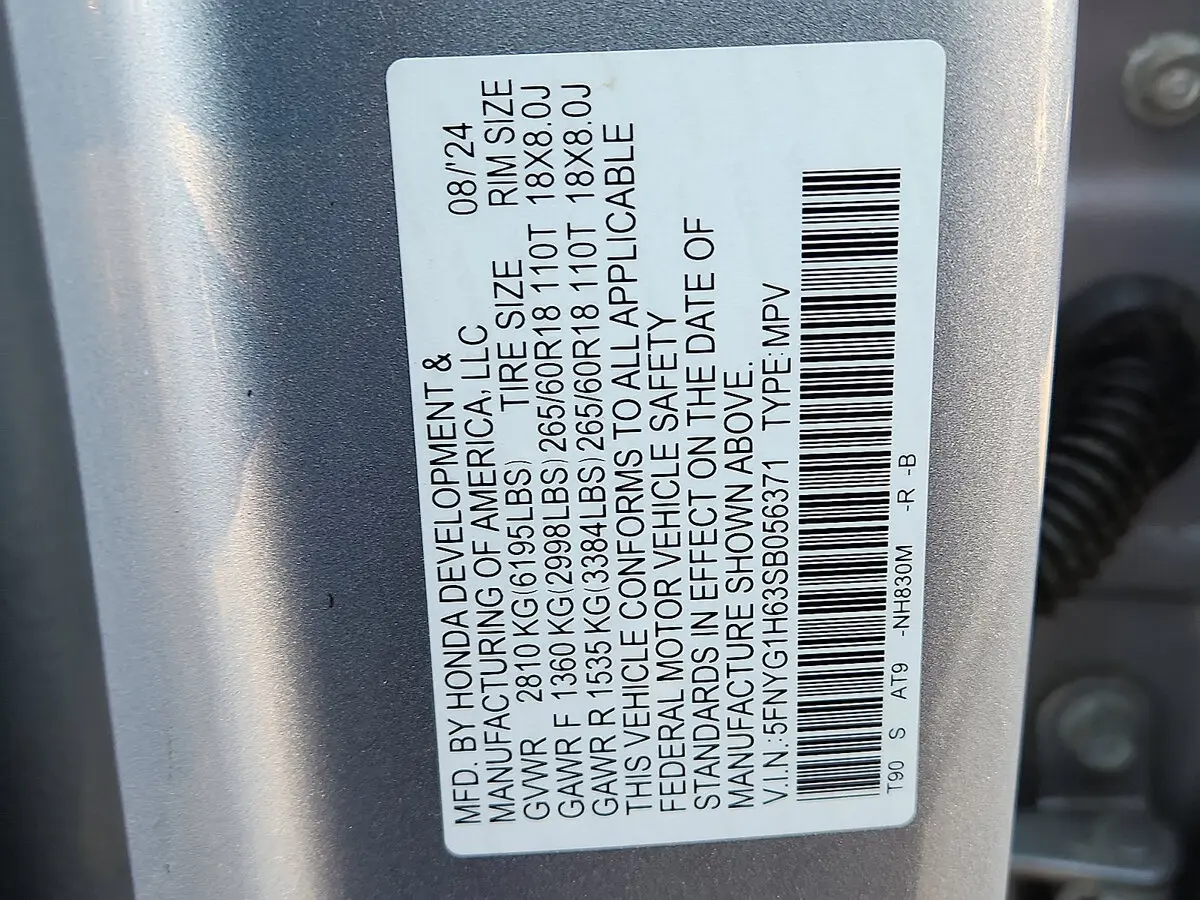 MFD. BY HONDA DEVELOPMENT &
MANUFACTURING OF AMERICA, LLC 08/'24
GVWR 2810 KG(6195LBS) TIRE SIZE RIM SIZE
GAWR F 1360 KG(2998LBS)265/60R18 110T 18X8.0J
GAWR R 1535 KG(3384LBS)265/60R18 110T 18X8.0J
THIS VEHICLE CONFORMS TO ALL APPLICABLE
FEDERAL MOTOR VEHICLE SAFETY
STANDARDS IN EFFECT ON THE DATE OF
MANUFACTURE SHOWN ABOVE.
V.I.N.:5FNYG1H63SB056371 TYPE:MPV
T90 S AT9 -NH830M -R -B